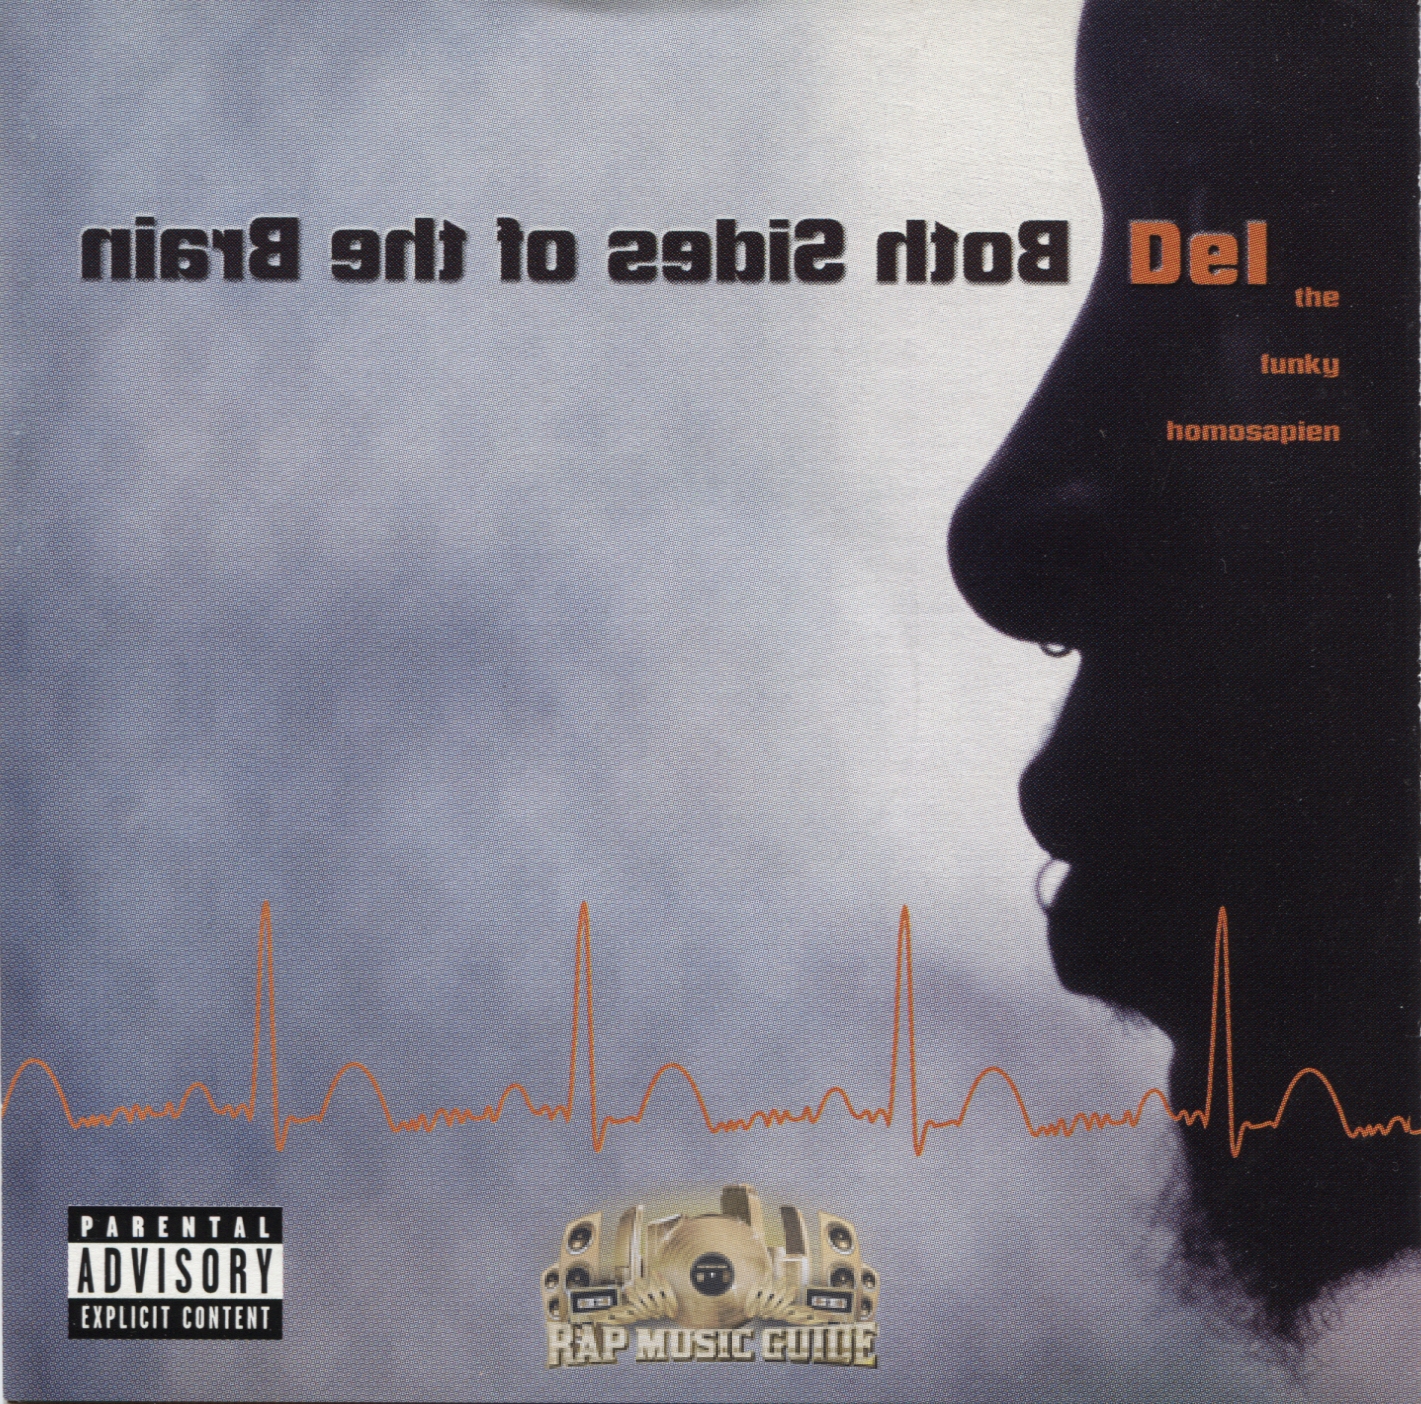 Both Sides of the Brain Del
the
funky
homosapien
PARENTAL
ADVISORY
EXPLICIT CONTENT
RAP MUSIC GUIDE